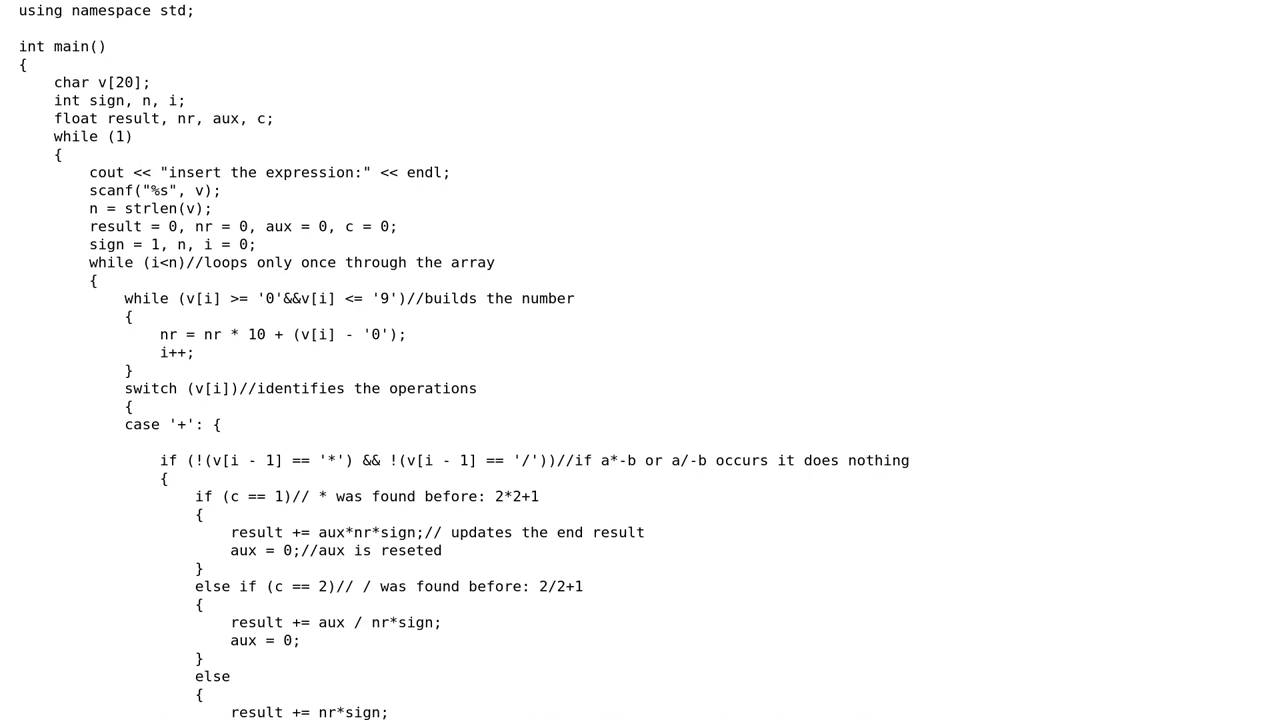 using namespace std;

int main()
{
    char v[20];
    int sign, n, i;
    float result, nr, aux, c;
    while (1)
    {
        cout << "insert the expression:" << endl;
        scanf("%s", v);
        n = strlen(v);
        result = 0, nr = 0, aux = 0, c = 0;
        sign = 1, n, i = 0;
        while (i<n)//loops only once through the array
        {
            while (v[i] >= '0'&&v[i] <= '9')//builds the number
            {
                nr = nr * 10 + (v[i] - '0');
                i++;
            }
            switch (v[i])//identifies the operations
            {
            case '+': {

                if (!(v[i - 1] == '*') && !(v[i - 1] == '/'))//if a*-b or a/-b occurs it does nothing
                {
                    if (c == 1)// * was found before: 2*2+1
                    {
                        result += aux*nr*sign;// updates the end result
                        aux = 0;//aux is reseted
                    }
                    else if (c == 2)// / was found before: 2/2+1
                    {
                        result += aux / nr*sign;
                        aux = 0;
                    }
                    else
                    {
                        result += nr*sign;